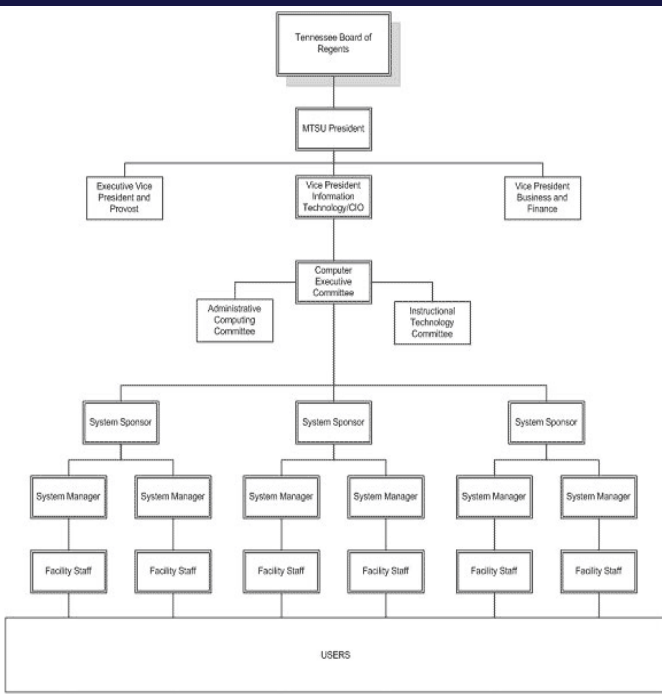 Tennessee Board of
Regents
MTSU President
Executive Vice
President and
Provost
Vice President
Information
Technology/CIO
Vice President
Business and
Finance
Computer
Executive
Committee
Administrative
Computing
Committee
Instructional
Technology
Committee
System Sponsor
System Sponsor
System Sponsor
System Manager
System Manager
System Manager
System Manager
System Manager
System Manager
Facility Staff
Facility Staff
Facility Staff
Facility Staff
Facility Staff
Facility Staff
USERS